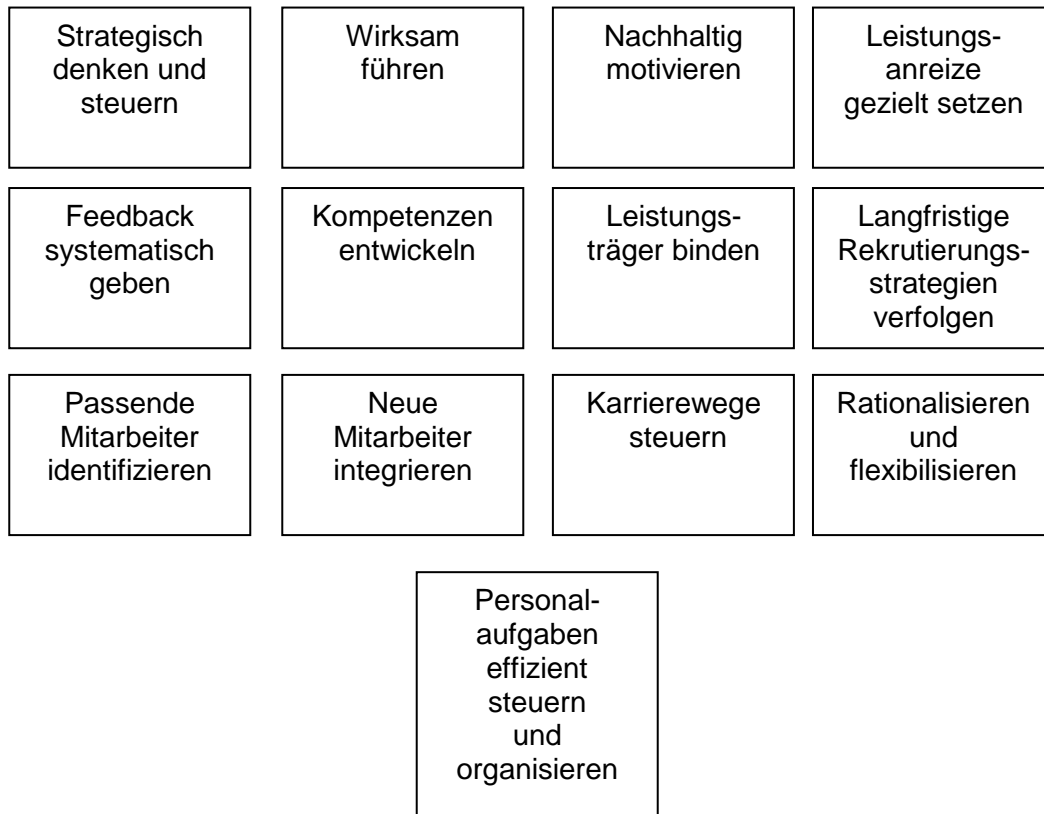 Strategisch
denken und
steuern
Wirksam
führen
Nachhaltig
motivieren
Leistungs-
anreize
gezielt setzen
Feedback
systematisch
geben
Kompetenzen
entwickeln
Leistungs-
träger binden
Langfristige
Rekrutierungs-
strategien
verfolgen
Passende
Mitarbeiter
identifizieren
Neue
Mitarbeiter
integrieren
Karrierewege
steuern
Rationalisieren
und
flexibilisieren
Personal-
aufgaben
effizient
steuern
und
organisieren